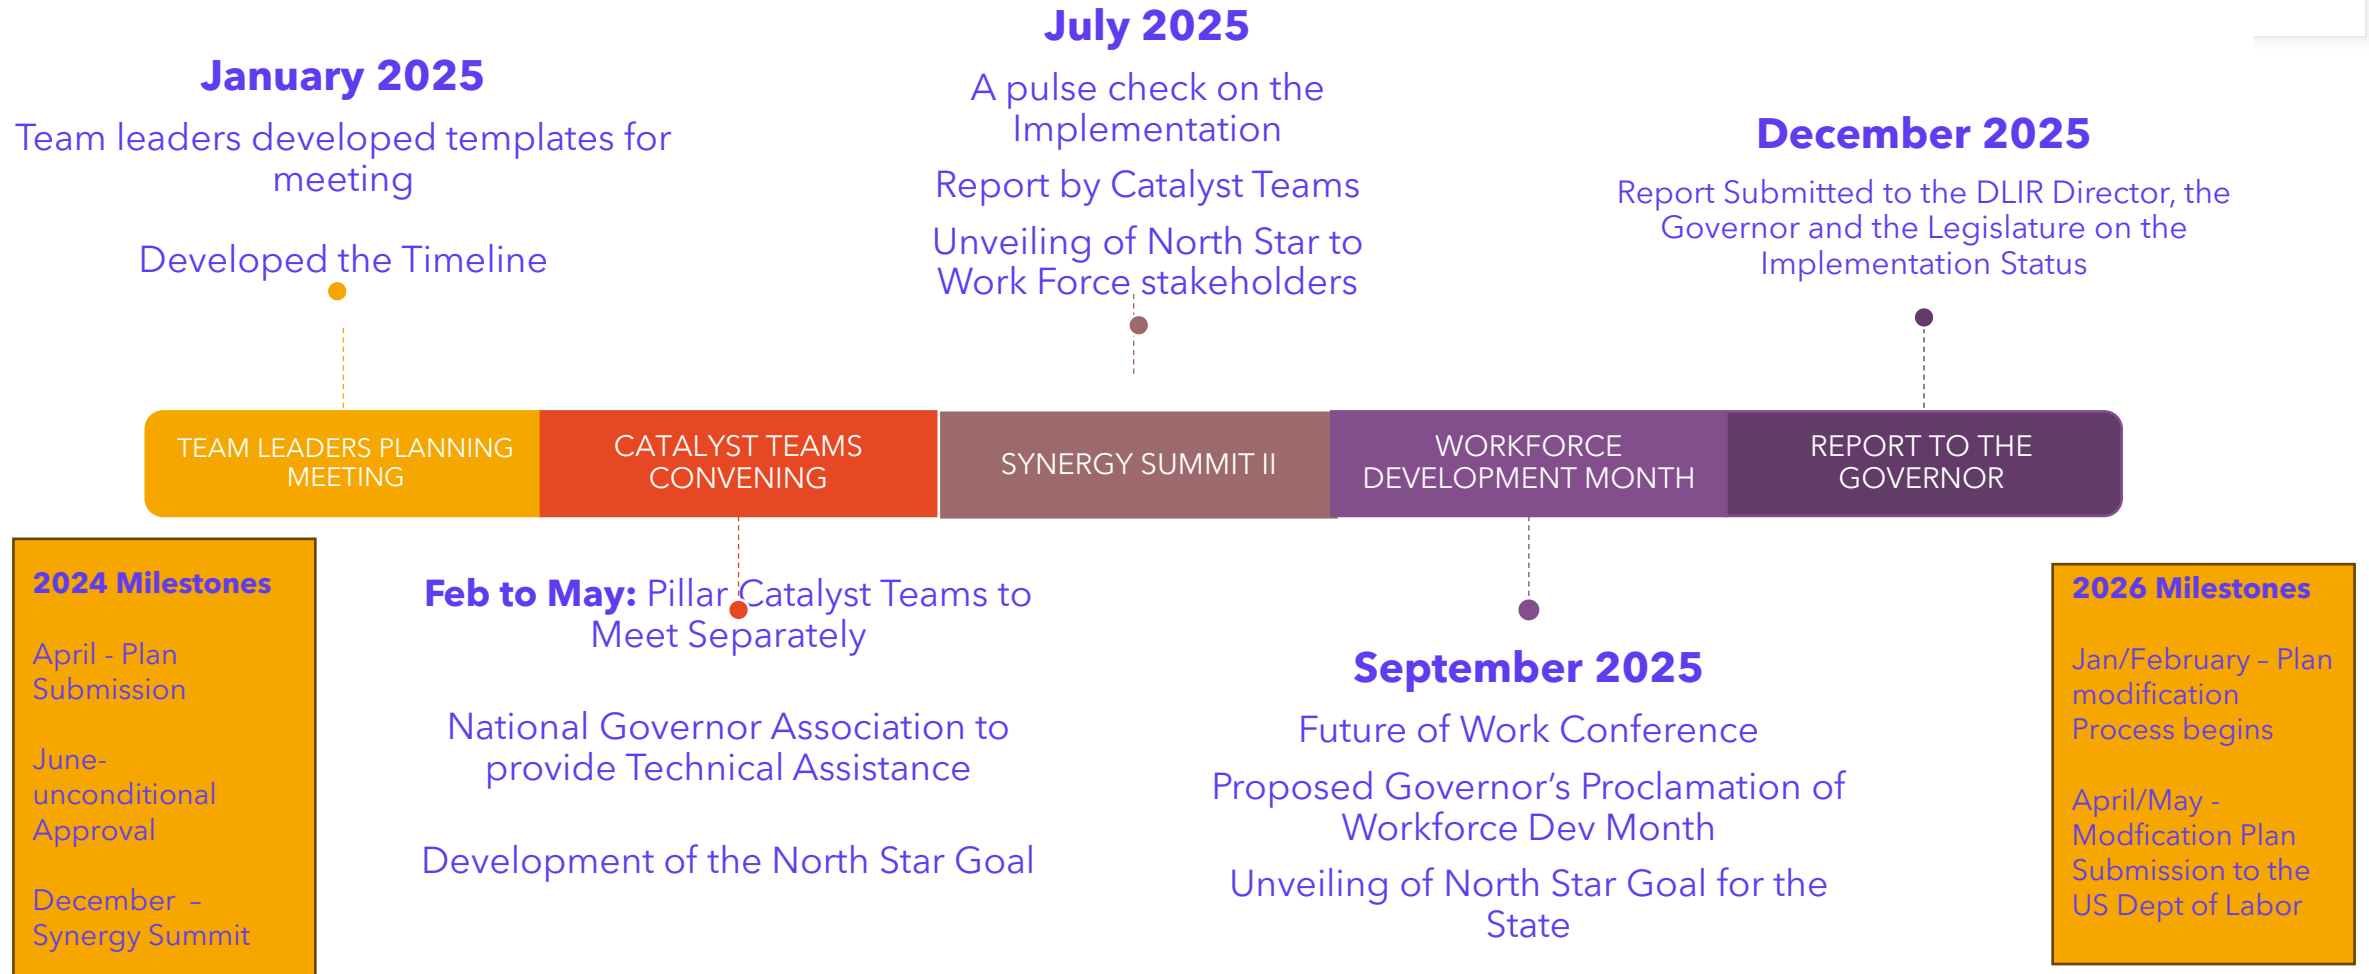 January 2025
Team leaders developed templates for
meeting
Developed the Timeline
July 2025
A pulse check on the
Implementation
Report by Catalyst Teams
Unveiling of North Star to
Work Force stakeholders
December 2025
Report Submitted to the DLIR Director, the
Governor and the Legislature on the
Implementation Status
TEAM LEADERS PLANNING
MEETING
CATALYST TEAMS
CONVENING
SYNERGY SUMMIT II
WORKFORCE
DEVELOPMENT MONTH
REPORT TO THE
GOVERNOR
2024 Milestones
April - Plan
Submission
June-
unconditional
Approval
December –
Synergy Summit
Feb to May: Pillar Catalyst Teams to
Meet Separately
National Governor Association to
provide Technical Assistance
Development of the North Star Goal
September 2025
Future of Work Conference
Proposed Governor’s Proclamation of
Workforce Dev Month
Unveiling of North Star Goal for the
State
2026 Milestones
Jan/February – Plan
modification
Process begins
April/May -
Modfication Plan
Submission to the
US Dept of Labor